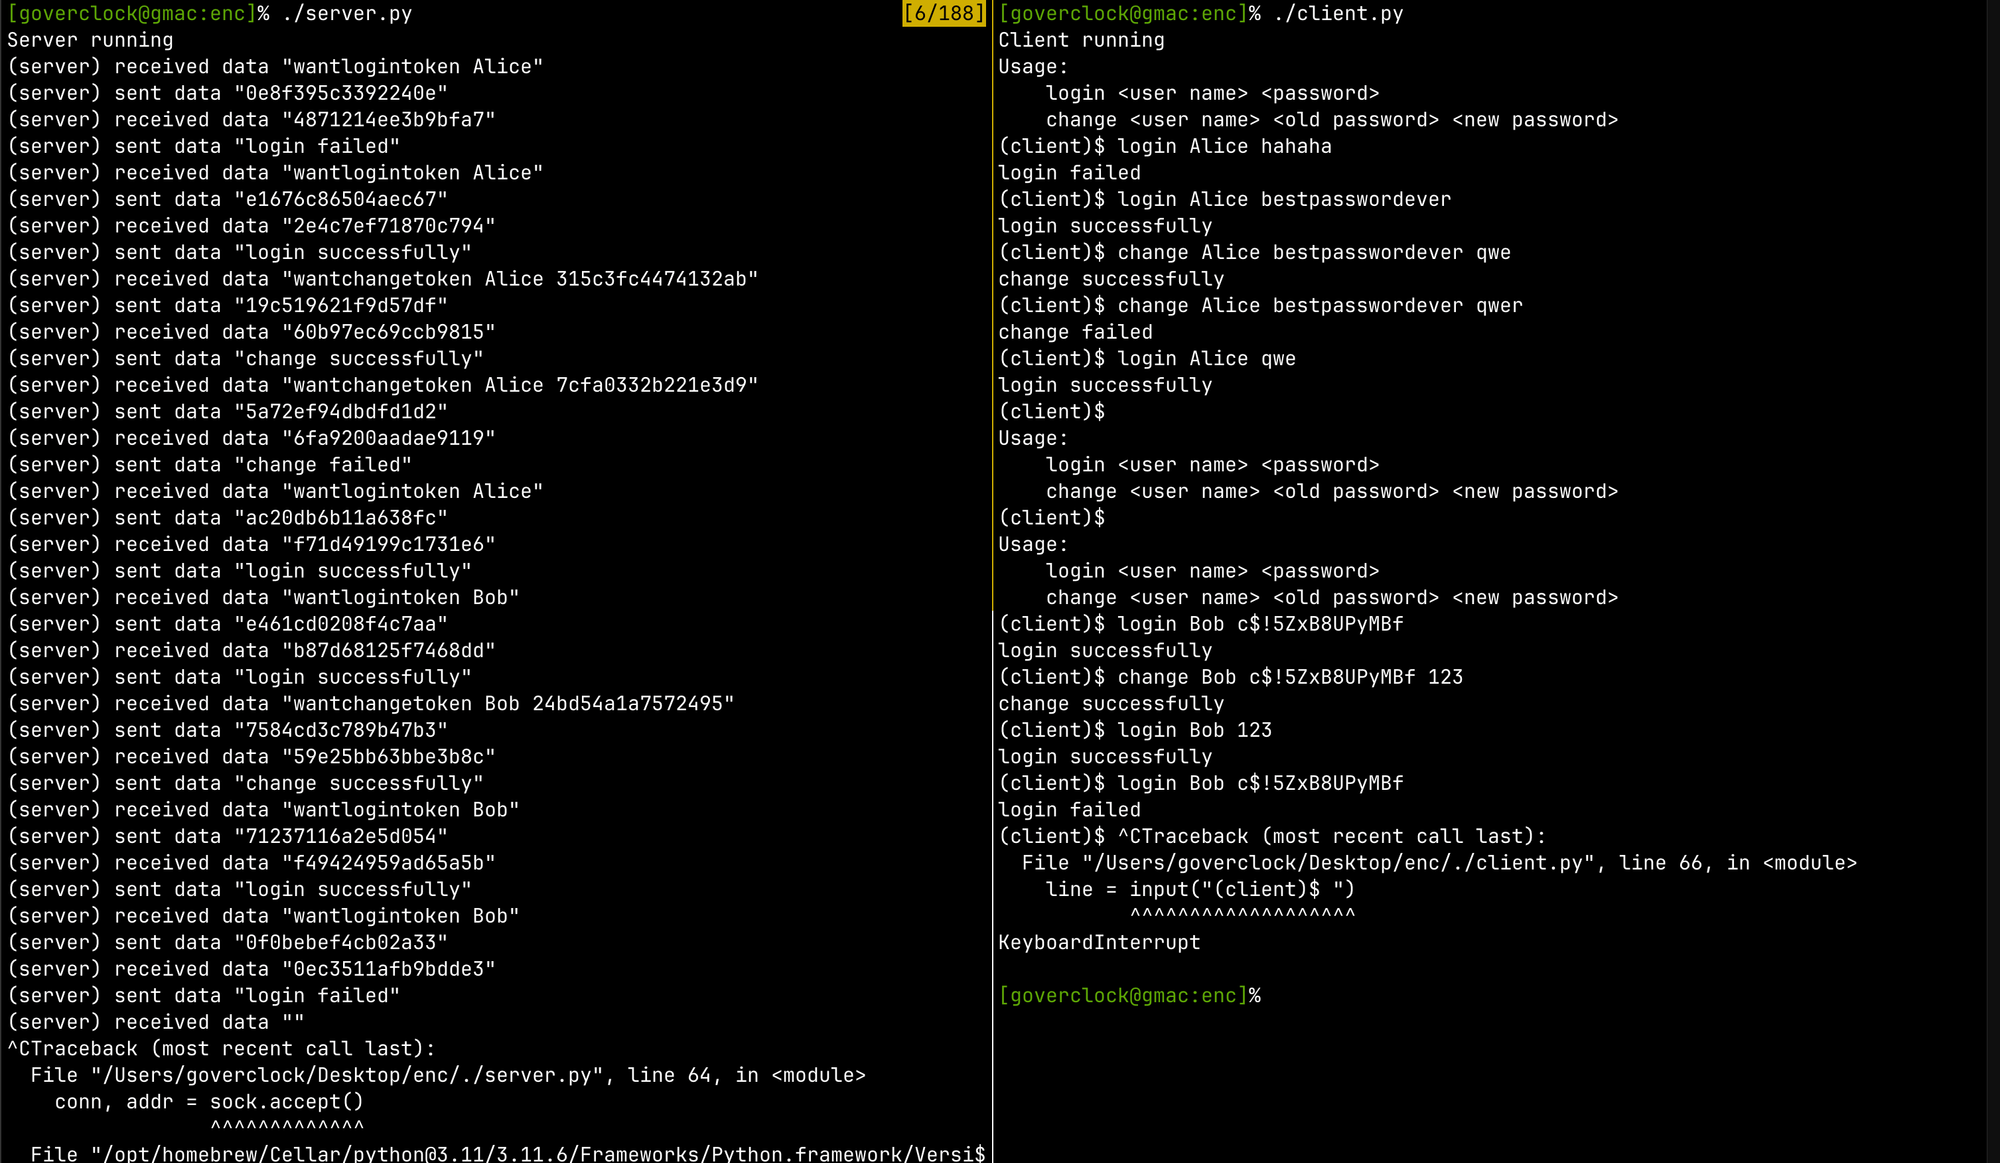 [goverclock@gmac:enc]% ./server.py
[6/188]
Server running
(server) received data "wantlogintoken Alice"
(server) sent data "0e8f395c3392240e"
(server) received data "4871214ee3b9bfa7"
(server) sent data "login failed"
(server) received data "wantlogintoken Alice"
(server) sent data "e1676c86504aec67"
(server) received data "2e4c7ef71870c794"
(server) sent data "login successfully"
(server) received data "wantchangetoken Alice 315c3fc4474132ab"
(server) sent data "19c519621f9d57df"
(server) received data "60b97ec69ccb9815"
(server) sent data "change successfully"
(server) received data "wantchangetoken Alice 7cfa0332b221e3d9"
(server) sent data "5a72ef94dbdfd1d2"
(server) received data "6fa9200aadae9119"
(server) sent data "change failed"
(server) received data "wantlogintoken Alice"
(server) sent data "ac20db6b11a638fc"
(server) received data "f71d49199c1731e6"
(server) sent data "login successfully"
(server) received data "wantlogintoken Bob"
(server) sent data "e461cd0208f4c7aa"
(server) received data "b87d68125f7468dd"
(server) sent data "login successfully"
(server) received data "wantchangetoken Bob 24bd54a1a7572495"
(server) sent data "7584cd3c789b47b3"
(server) received data "59e25bb63bbe3b8c"
(server) sent data "change successfully"
(server) received data "wantlogintoken Bob"
(server) sent data "71237116a2e5d054"
(server) received data "f49424959ad65a5b"
(server) sent data "login successfully"
(server) received data "wantlogintoken Bob"
(server) sent data "0f0bebef4cb02a33"
(server) received data "0ec3511afb9bdde3"
(server) sent data "login failed"
(server) received data ""
^CTraceback (most recent call last):
  File "/Users/goverclock/Desktop/enc/./server.py", line 64, in <module>
    conn, addr = sock.accept()
                 ^^^^^^^^^^^^^
  File "/opt/homebrew/Cellar/python@3.11/3.11.6/Frameworks/Python.framework/Versi$
[goverclock@gmac:enc]% ./client.py
Client running
Usage:
    login <user name> <password>
    change <user name> <old password> <new password>
(client)$ login Alice hahaha
login failed
(client)$ login Alice bestpasswordever
login successfully
(client)$ change Alice bestpasswordever qwe
change successfully
(client)$ change Alice bestpasswordever qwer
change failed
(client)$ login Alice qwe
login successfully
(client)$
Usage:
    login <user name> <password>
    change <user name> <old password> <new password>
(client)$
Usage:
    login <user name> <password>
    change <user name> <old password> <new password>
(client)$ login Bob c$!5ZxB8UPyMBf
login successfully
(client)$ change Bob c$!5ZxB8UPyMBf 123
change successfully
(client)$ login Bob 123
login successfully
(client)$ login Bob c$!5ZxB8UPyMBf
login failed
(client)$ ^CTraceback (most recent call last):
  File "/Users/goverclock/Desktop/enc/./client.py", line 66, in <module>
    line = input("(client)$ ")
           ^^^^^^^^^^^^^^^^^^^
KeyboardInterrupt
[goverclock@gmac:enc]%